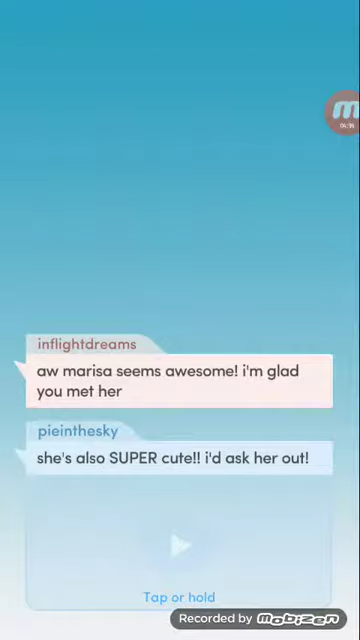 inflightdreams
aw marisa seems awesome! i'm glad
you met her
pieinthesky
she's also SUPER cute!! i'd ask her out!
Tap or hold
Recorded by mobizen